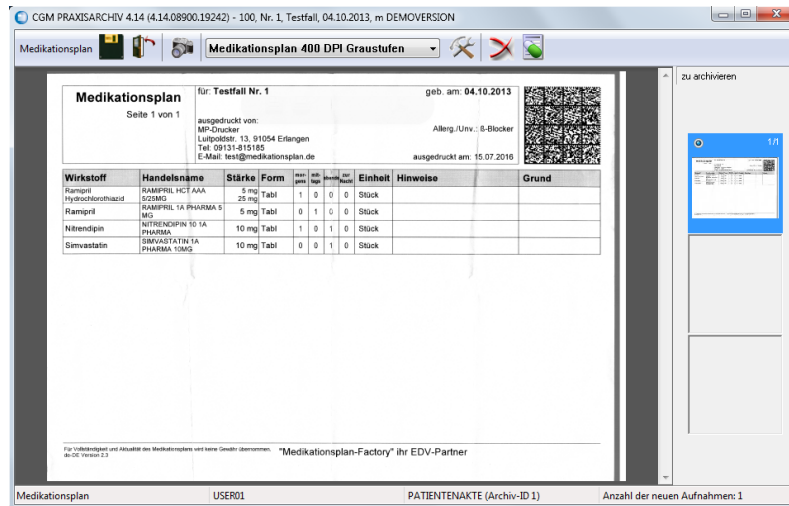 CGM PRAXISARCHIV 4.14 (4.14.08900.19242) - 100, Nr. 1, Testfall, 04.10.2013, m DEMOVERSION
Medikationsplan
Medikationsplan 400 DPI Graustufen
zu archivieren
1/1
Medikationsplan
Seite 1 von 1
für: Testfall Nr. 1
geb. am: 04.10.2013
ausgedruckt von:
MP-Drucker
Luitpoldstr. 13, 91054 Erlangen
Tel: 09131-815185
E-Mail: test@medikationsplan.de
Allerg./Unv.: ß-Blocker
ausgedruckt am: 15.07.2016
Wirkstoff Handelsname Stärke Form mor-gens mit-tags abends zur Nacht Einheit Hinweise Grund
Ramipril RAMIPRIL HCT AAA 5 mg Tabl 1 0 0 0 Stück
Hydrochlorothiazid 5/25MG 25 mg
Ramipril RAMIPRIL 1A PHARMA 5 MG 5 mg Tabl 0 1 0 0 Stück
Nitrendipin NITRENDIPIN 10 1A PHARMA 10 mg Tabl 1 0 1 0 Stück
Simvastatin SIMVASTATIN 1A PHARMA 10MG 10 mg Tabl 0 0 1 0 Stück
Für Vollständigkeit und Aktualität des Medikationsplans wird keine Gewähr übernommen.
de-DE Version 2.3
"Medikationsplan-Factory" ihr EDV-Partner
Medikationsplan USER01 PATIENTENAKTE (Archiv-ID 1) Anzahl der neuen Aufnahmen: 1